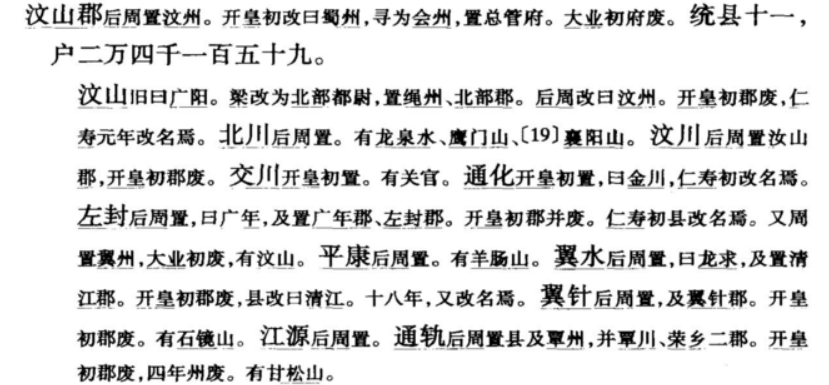 汶山郡后周置汶州。开皇初改曰蜀州，寻为会州，置总管府。大业初府废。统县十一，
户二万四千一百五十九。
汶山旧曰广阳。梁改为北部都尉，置绳州、北部郡。后周改曰汶州。开皇初郡废，仁
寿元年改名焉。北川后周置。有龙泉水、鹰门山、〔19〕襄阳山。汶川后周置汝山
郡，开皇初郡废。交川开皇初置。有关官。通化开皇初置，曰金川，仁寿初改名焉。
左封后周置，曰广年，及置广年郡、左封郡。开皇初郡并废。仁寿初县改名焉。又周
置翼州，大业初废，有汶山。平康后周置。有羊肠山。翼水后周置，曰龙求，及置清
江郡。开皇初郡废，县改曰清江。十八年，又改名焉。翼针后周置，及翼针郡。开皇
初郡废。有石镜山。江源后周置。通轨后周置县及覃州，并覃川、荣乡二郡。开皇
初郡废，四年州废。有甘松山。